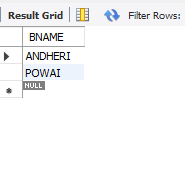 Result Grid Filter Rows:
BNAME
ANDHERI
POWAI
NULL